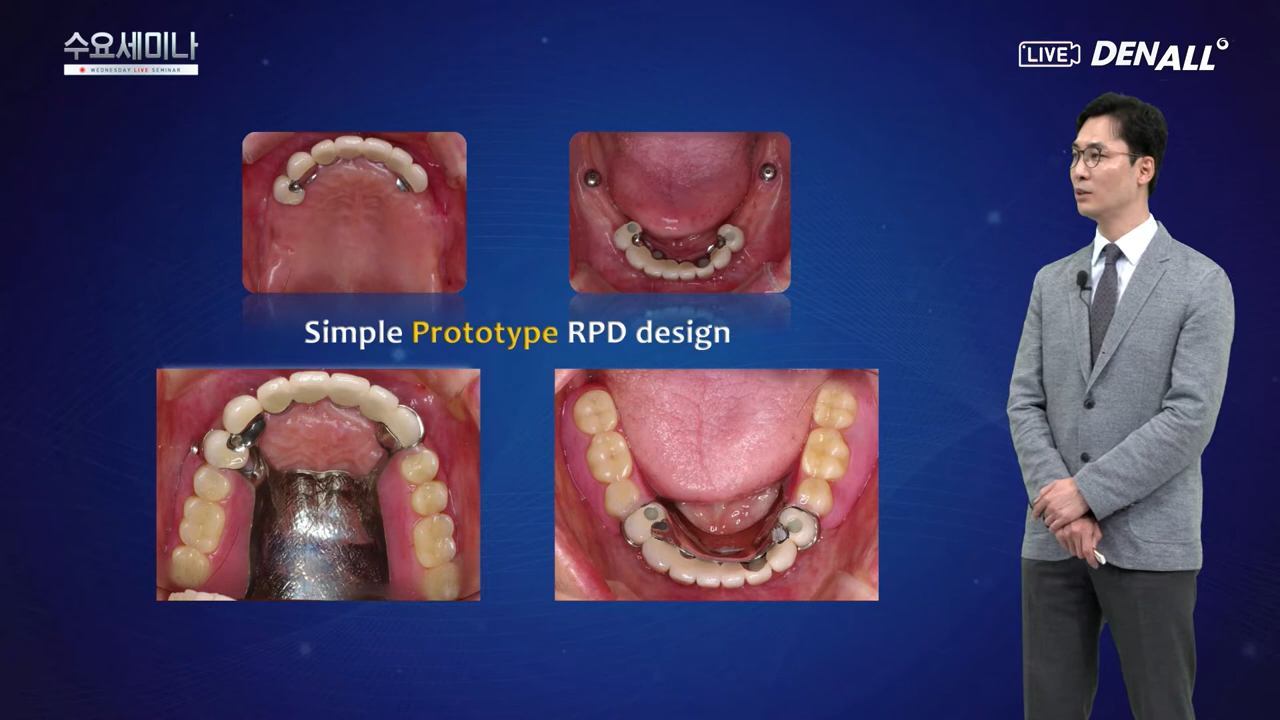 수요세미나
WEDNESDAY LIVE SEMINAR
LIVE DENALL
Simple Prototype RPD design